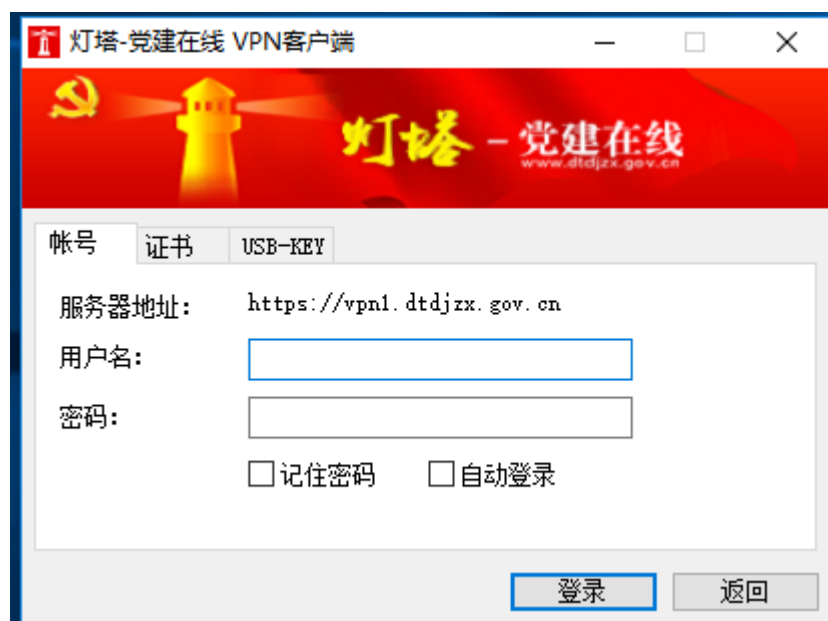 灯塔-党建在线 VPN客户端
灯塔-党建在线
www.dtdjzx.gov.cn
帐号 证书 USB-KEY
服务器地址: https://vpn1.dtdjzx.gov.cn
用户名:
密码:
记住密码 自动登录
登录 返回